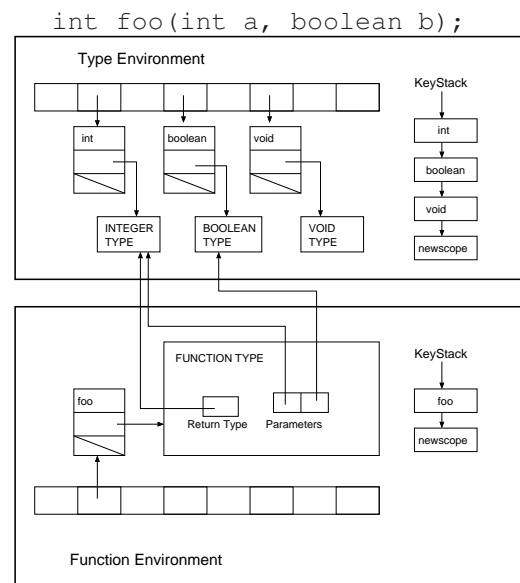 int foo(int a, boolean b);
Type Environment
KeyStack
int
boolean
void
int
boolean
void
newscope
INTEGER
TYPE
BOOLEAN
TYPE
VOID
TYPE
FUNCTION TYPE
KeyStack
foo
foo
Return Type
Parameters
newscope
Function Environment